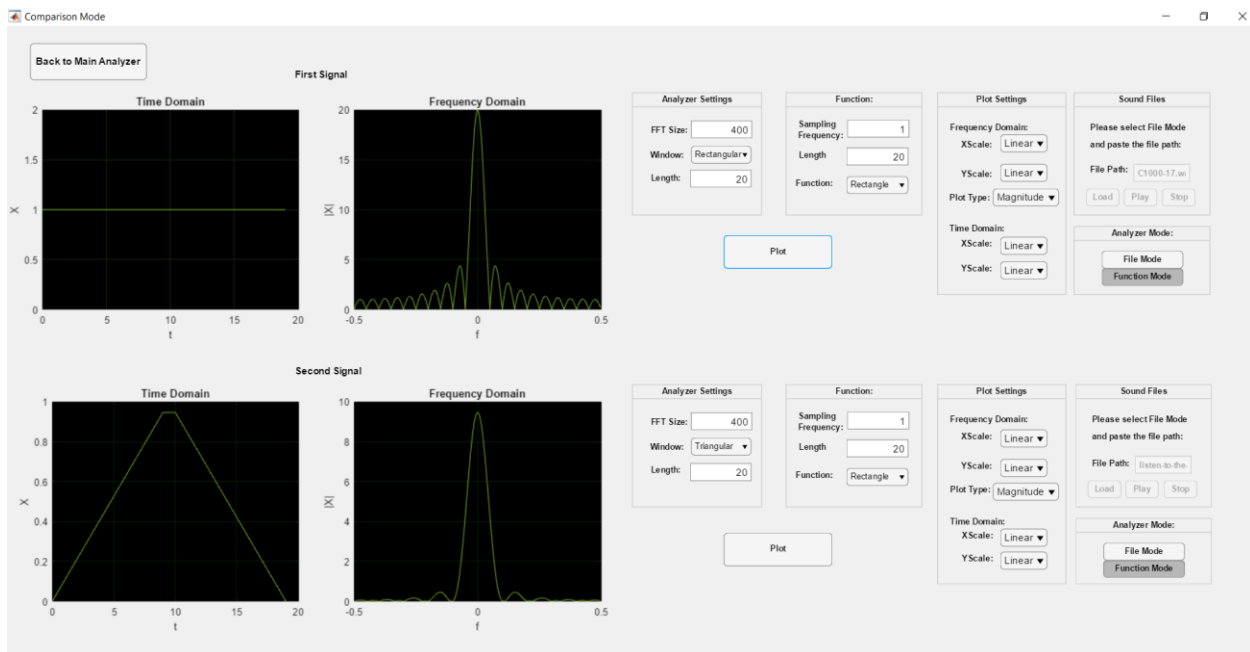 Comparison Mode
Back to Main Analyzer
First Signal
Time Domain
2
1.5
1
0.5
0
X
0 5 10 15 20
t
Frequency Domain
20
15
10
5
0
|X|
-0.5 0 0.5
f
Analyzer Settings
FFT Size: 400
Window: Rectangular
Length: 20
Function:
Sampling
Frequency: 1
Length 20
Function: Rectangle
Plot
Plot Settings
Frequency Domain:
XScale: Linear
YScale: Linear
Plot Type: Magnitude
Time Domain:
XScale: Linear
YScale: Linear
Sound Files
Please select File Mode
and paste the file path:
File Path: C1000-17.w
Load Play Stop
Analyzer Mode:
File Mode
Function Mode
Second Signal
Time Domain
1
0.8
0.6
0.4
0.2
0
X
0 5 10 15 20
t
Frequency Domain
10
8
6
4
2
0
|X|
-0.5 0 0.5
f
Analyzer Settings
FFT Size: 400
Window: Triangular
Length: 20
Function:
Sampling
Frequency: 1
Length 20
Function: Rectangle
Plot
Plot Settings
Frequency Domain:
XScale: Linear
YScale: Linear
Plot Type: Magnitude
Time Domain:
XScale: Linear
YScale: Linear
Sound Files
Please select File Mode
and paste the file path:
File Path: listen-to-the-
Load Play Stop
Analyzer Mode:
File Mode
Function Mode